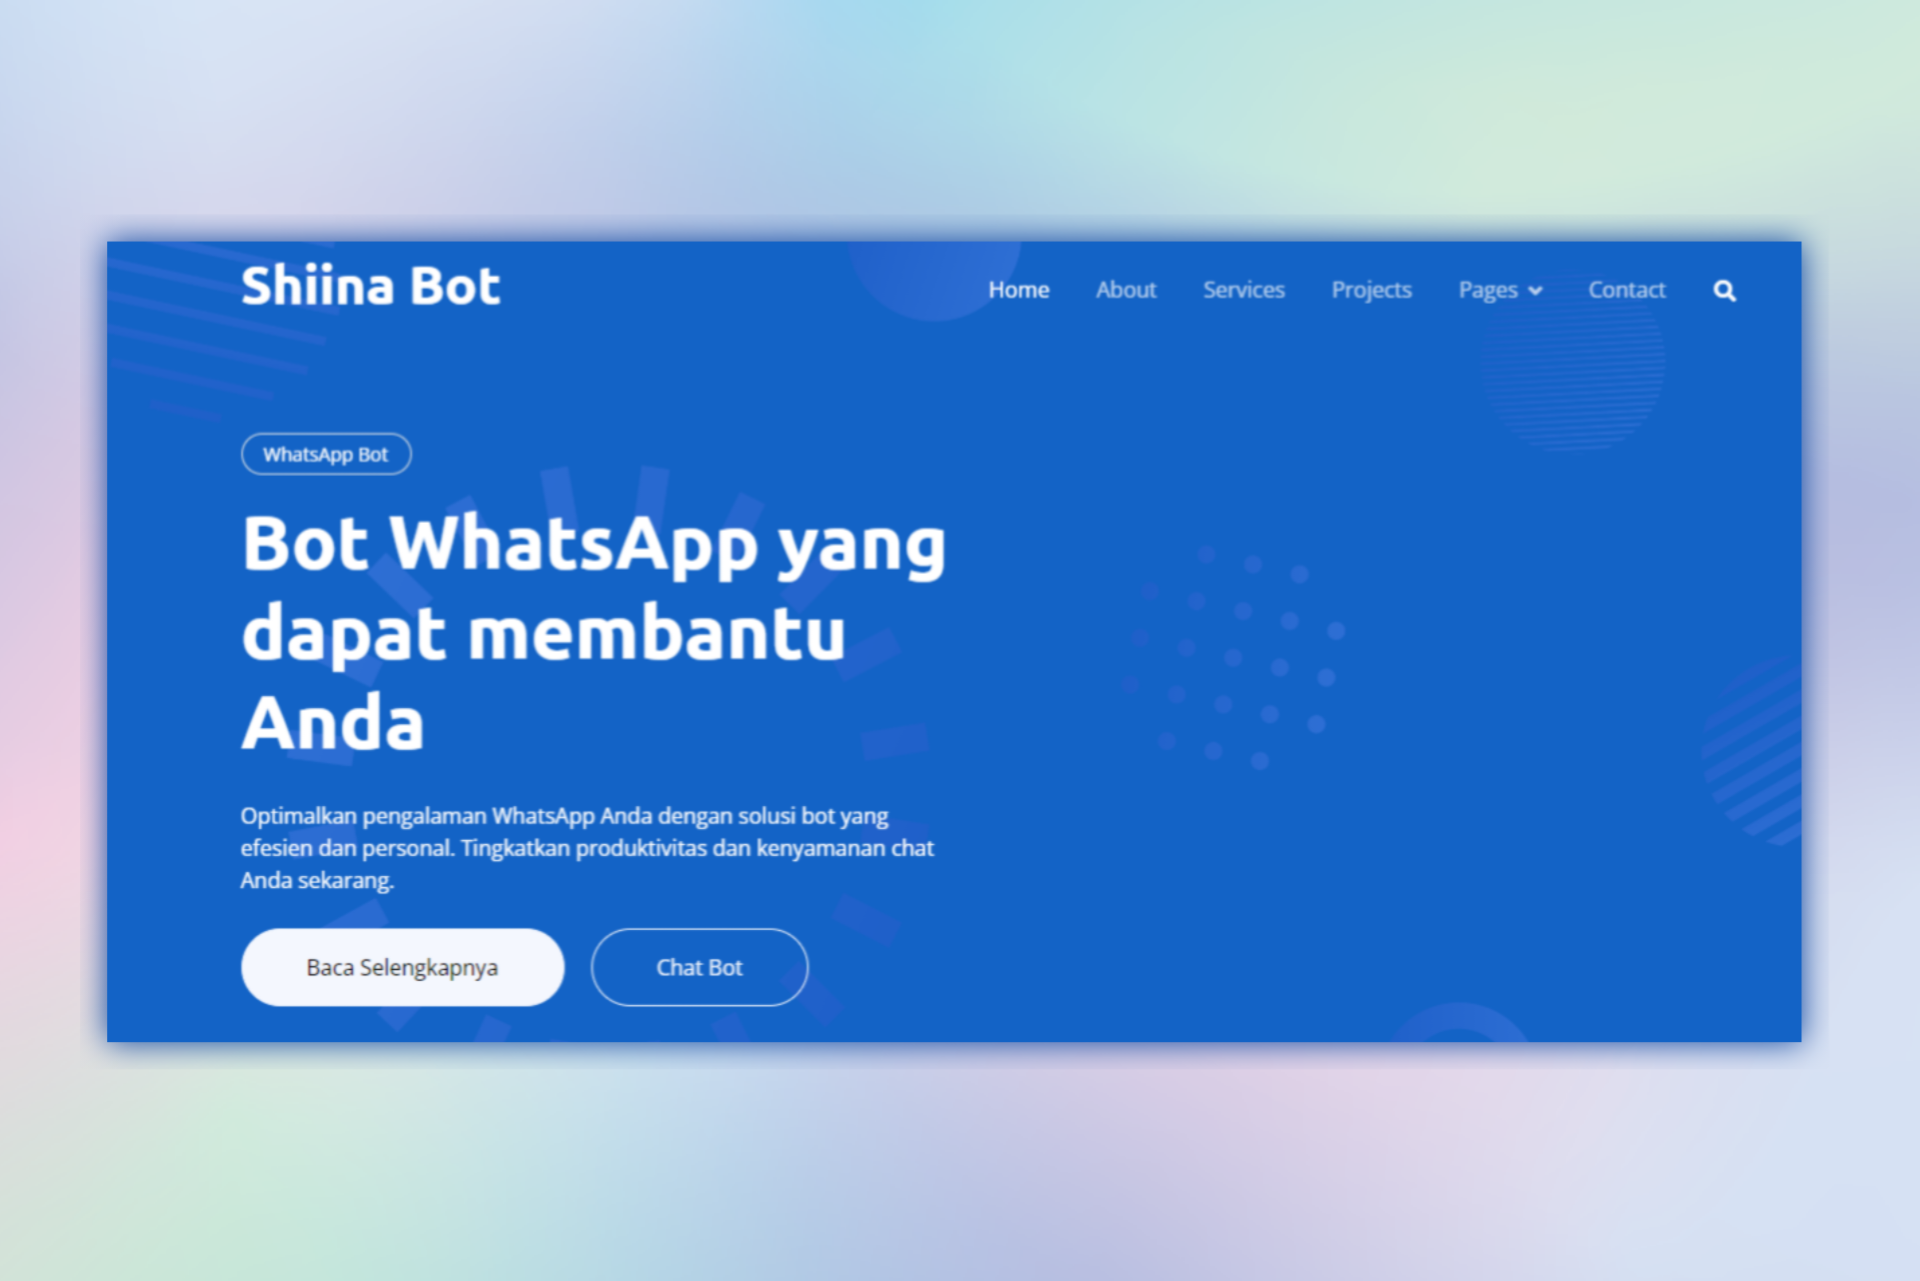 Shiina Bot
Home About Services Projects Pages Contact
WhatsApp Bot
Bot WhatsApp yang
dapat membantu
Anda
Optimalkan pengalaman WhatsApp Anda dengan solusi bot yang
efesien dan personal. Tingkatkan produktivitas dan kenyamanan chat
Anda sekarang.
Baca Selengkapnya Chat Bot